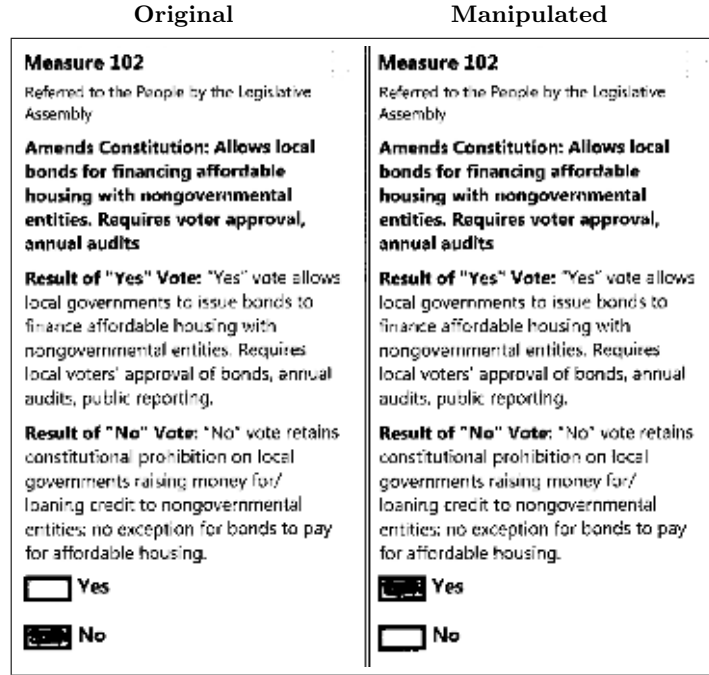 Original
Manipulated
Measure 102
Referred to the People by the Legislative
Assembly
Amends Constitution: Allows local
bonds for financing affordable
housing with nongovernmental
entities. Requires voter approval,
annual audits
Result of "Yes" Vote: "Yes" vote allows
local governments to issue bonds to
finance affordable housing with
nongovernmental entities. Requires
local voters' approval of bonds, annual
audits, public reporting.
Result of "No" Vote: "No" vote retains
constitutional prohibition on local
governments raising money for/
loaning credit to nongovernmental
entities; no exception for bonds to pay
for affordable housing.
Yes
No
Measure 102
Referred to the People by the Legislative
Assembly
Amends Constitution: Allows local
bonds for financing affordable
housing with nongovernmental
entities. Requires voter approval,
annual audits
Result of "Yes" Vote: "Yes" vote allows
local governments to issue bonds to
finance affordable housing with
nongovernmental entities. Requires
local voters' approval of bonds, annual
audits, public reporting.
Result of "No" Vote: "No" vote retains
constitutional prohibition on local
governments raising money for/
loaning credit to nongovernmental
entities; no exception for bonds to pay
for affordable housing.
Yes
No